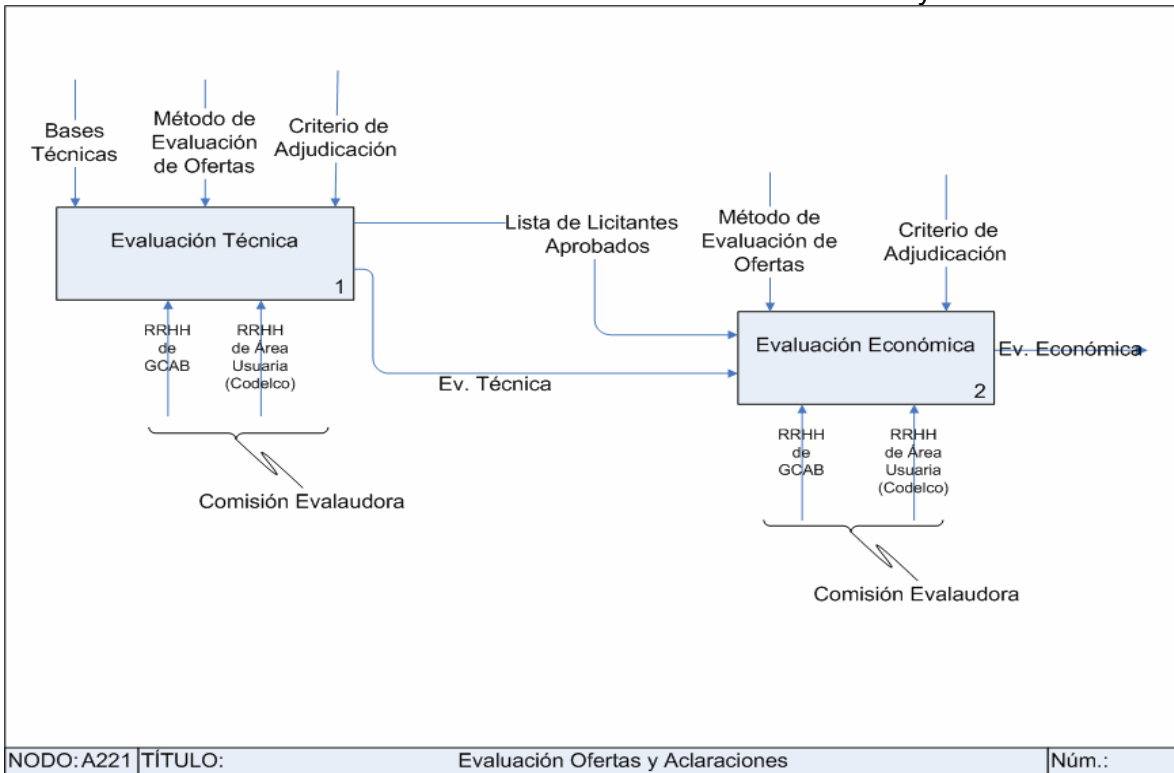 y
Bases
Técnicas
Método de
Evaluación
de Ofertas
Criterio de
Adjudicación
Evaluación Técnica
1
Lista de Licitantes
Aprobados
Método de
Evaluación de
Ofertas
Criterio de
Adjudicación
RRHH
de
GCAB
RRHH
de Área
Usuaria
(Codelco)
Ev. Técnica
Evaluación Económica
2
Ev. Económica
Comisión Evalaudora
RRHH
de
GCAB
RRHH
de Área
Usuaria
(Codelco)
Comisión Evalaudora
NODO: A221 TÍTULO: Evaluación Ofertas y Aclaraciones Núm.: